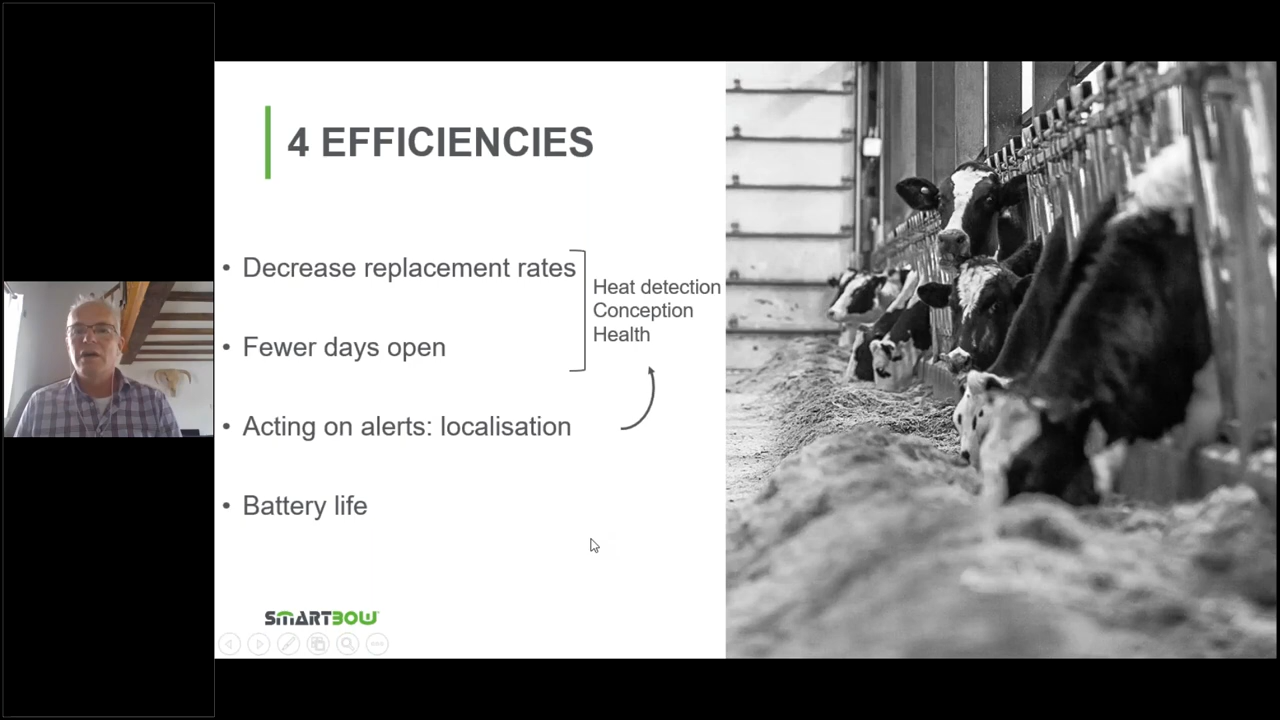 4 EFFICIENCIES
• Decrease replacement rates
Heat detection
Conception
Health
• Fewer days open
• Acting on alerts: localisation
• Battery life
SMARTBOW